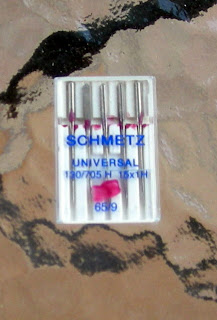 SCHMETZ
UNIVERSAL
130/705 H 15x1H
65/9